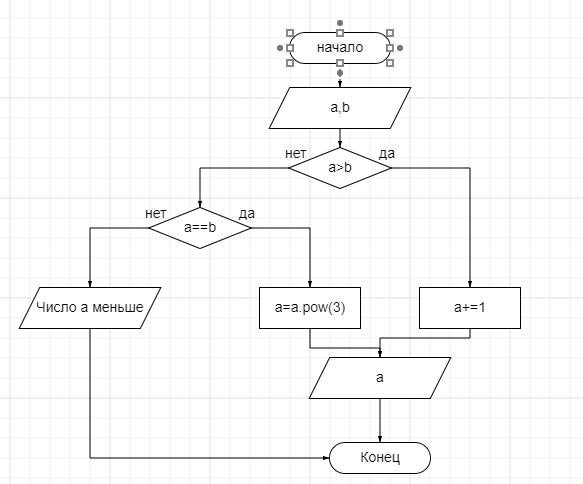 начало
a,b
нет
да
a>b
нет
да
a==b
Число а меньше
a=a.pow(3)
a+=1
a
Конец